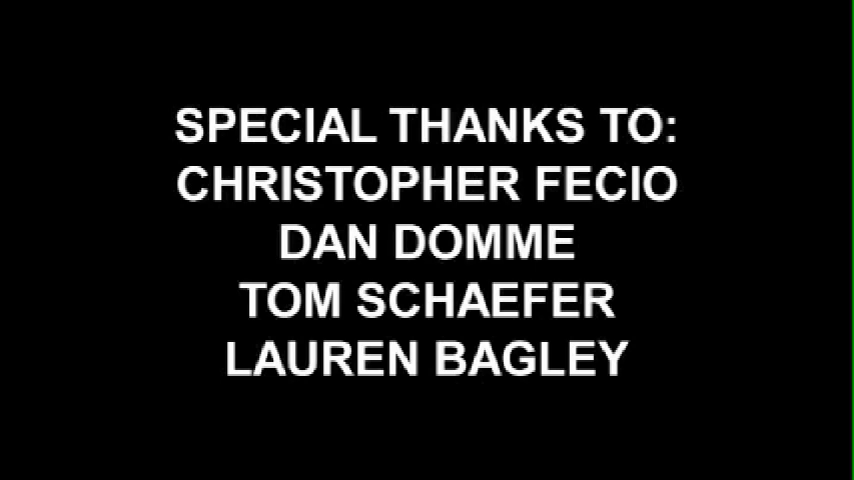 SPECIAL THANKS TO:
CHRISTOPHER FECIO
DAN DOMME
TOM SCHAEFER
LAUREN BAGLEY